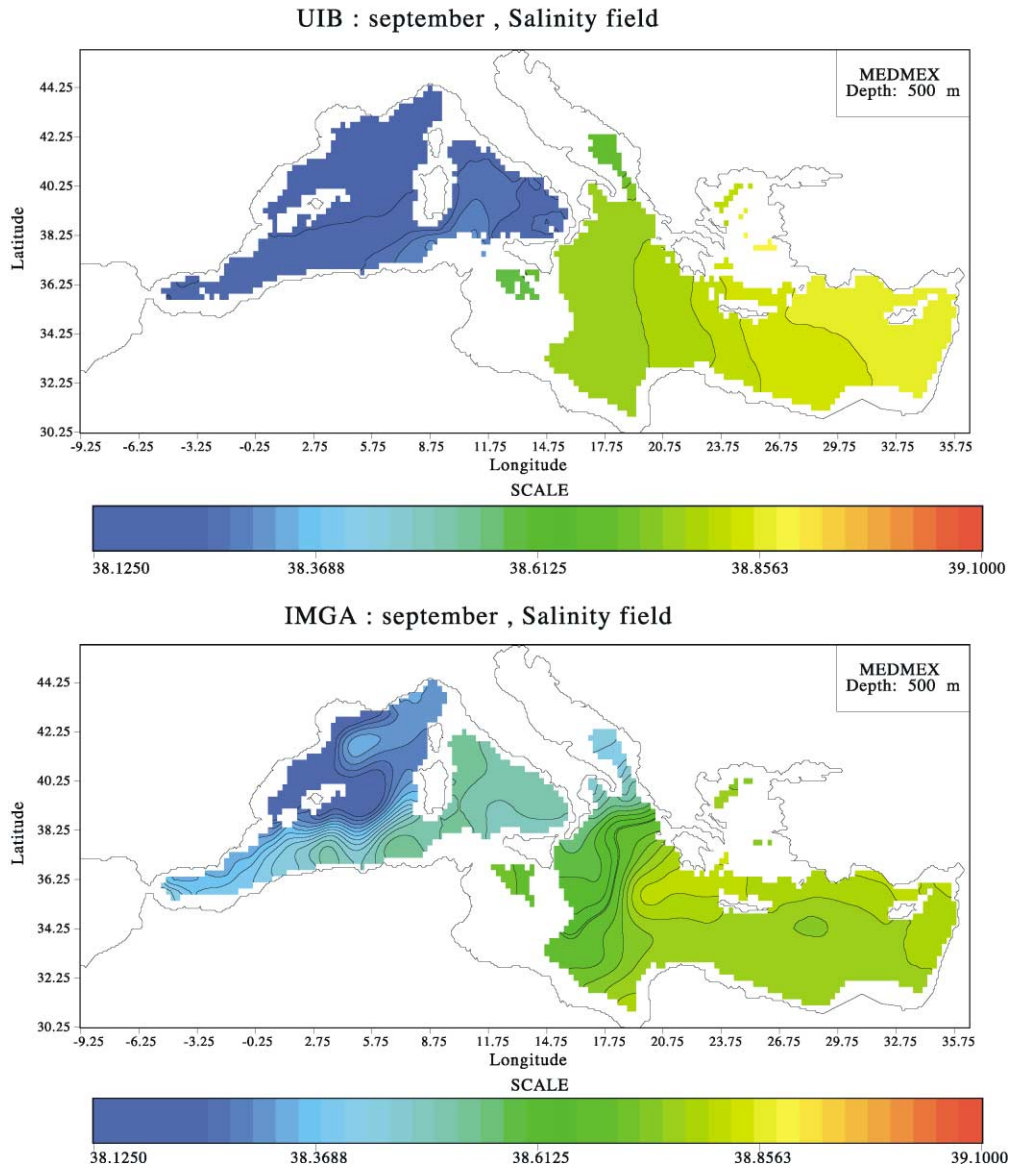 UIB : september , Salinity field
MEDMEX
Depth: 500 m
44.25
42.25
40.25
38.25
36.25
34.25
32.25
30.25
Latitude
-9.25 -6.25 -3.25 -0.25 2.75 5.75 8.75 11.75 14.75 17.75 20.75 23.75 26.75 29.75 32.75 35.75
Longitude
SCALE
38.1250 38.3688 38.6125 38.8563 39.1000
IMGA : september , Salinity field
MEDMEX
Depth: 500 m
44.25
42.25
40.25
38.25
36.25
34.25
32.25
30.25
Latitude
-9.25 -6.25 -3.25 -0.25 2.75 5.75 8.75 11.75 14.75 17.75 20.75 23.75 26.75 29.75 32.75 35.75
Longitude
SCALE
38.1250 38.3688 38.6125 38.8563 39.1000